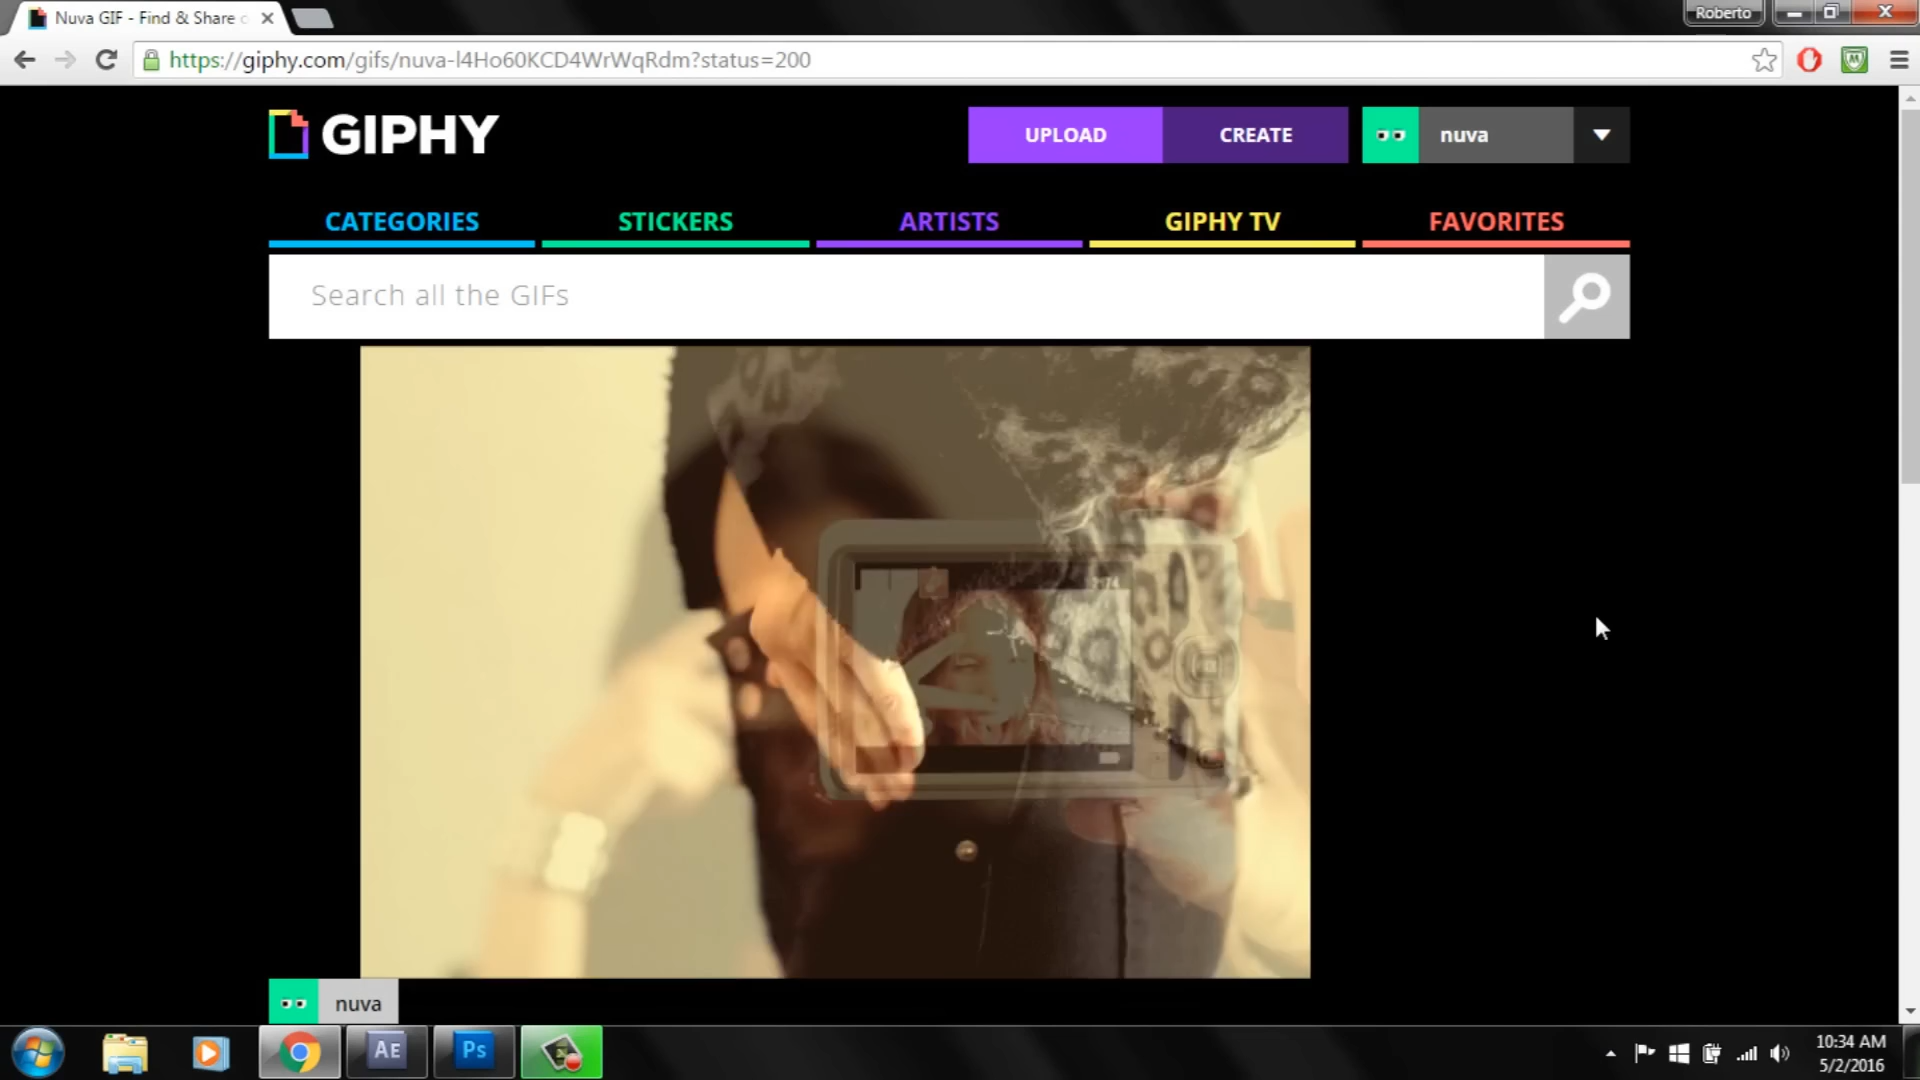 Nuva GIF - Find & Share
Roberto
https://giphy.com/gifs/nuva-l4Ho60KCD4WrWqRdm?status=200
GIPHY
UPLOAD
CREATE
nuva
CATEGORIES
STICKERS
ARTISTS
GIPHY TV
FAVORITES
Search all the GIFs
nuva
AE
Ps
10:34 AM
5/2/2016